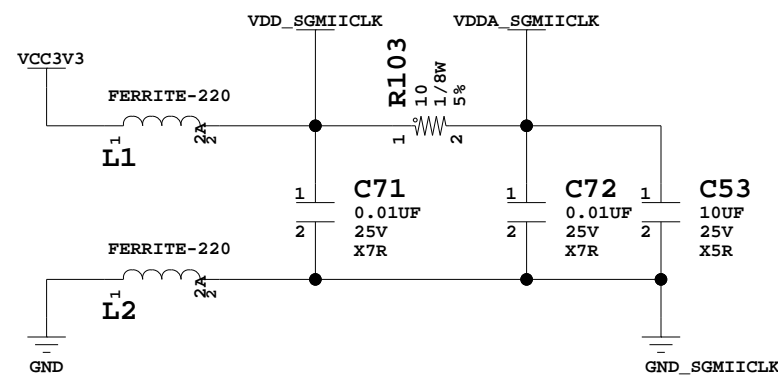 VDD_SGMIICLK
VDDA_SGMIICLK
VCC3V3
FERRITE-220
1
2A
2
L1
R103
10
1/8W
5%
1
2
1
2
C71
0.01UF
25V
X7R
1
2
C72
0.01UF
25V
X7R
1
2
C53
10UF
25V
X5R
FERRITE-220
1
2A
2
L2
GND
GND_SGMIICLK